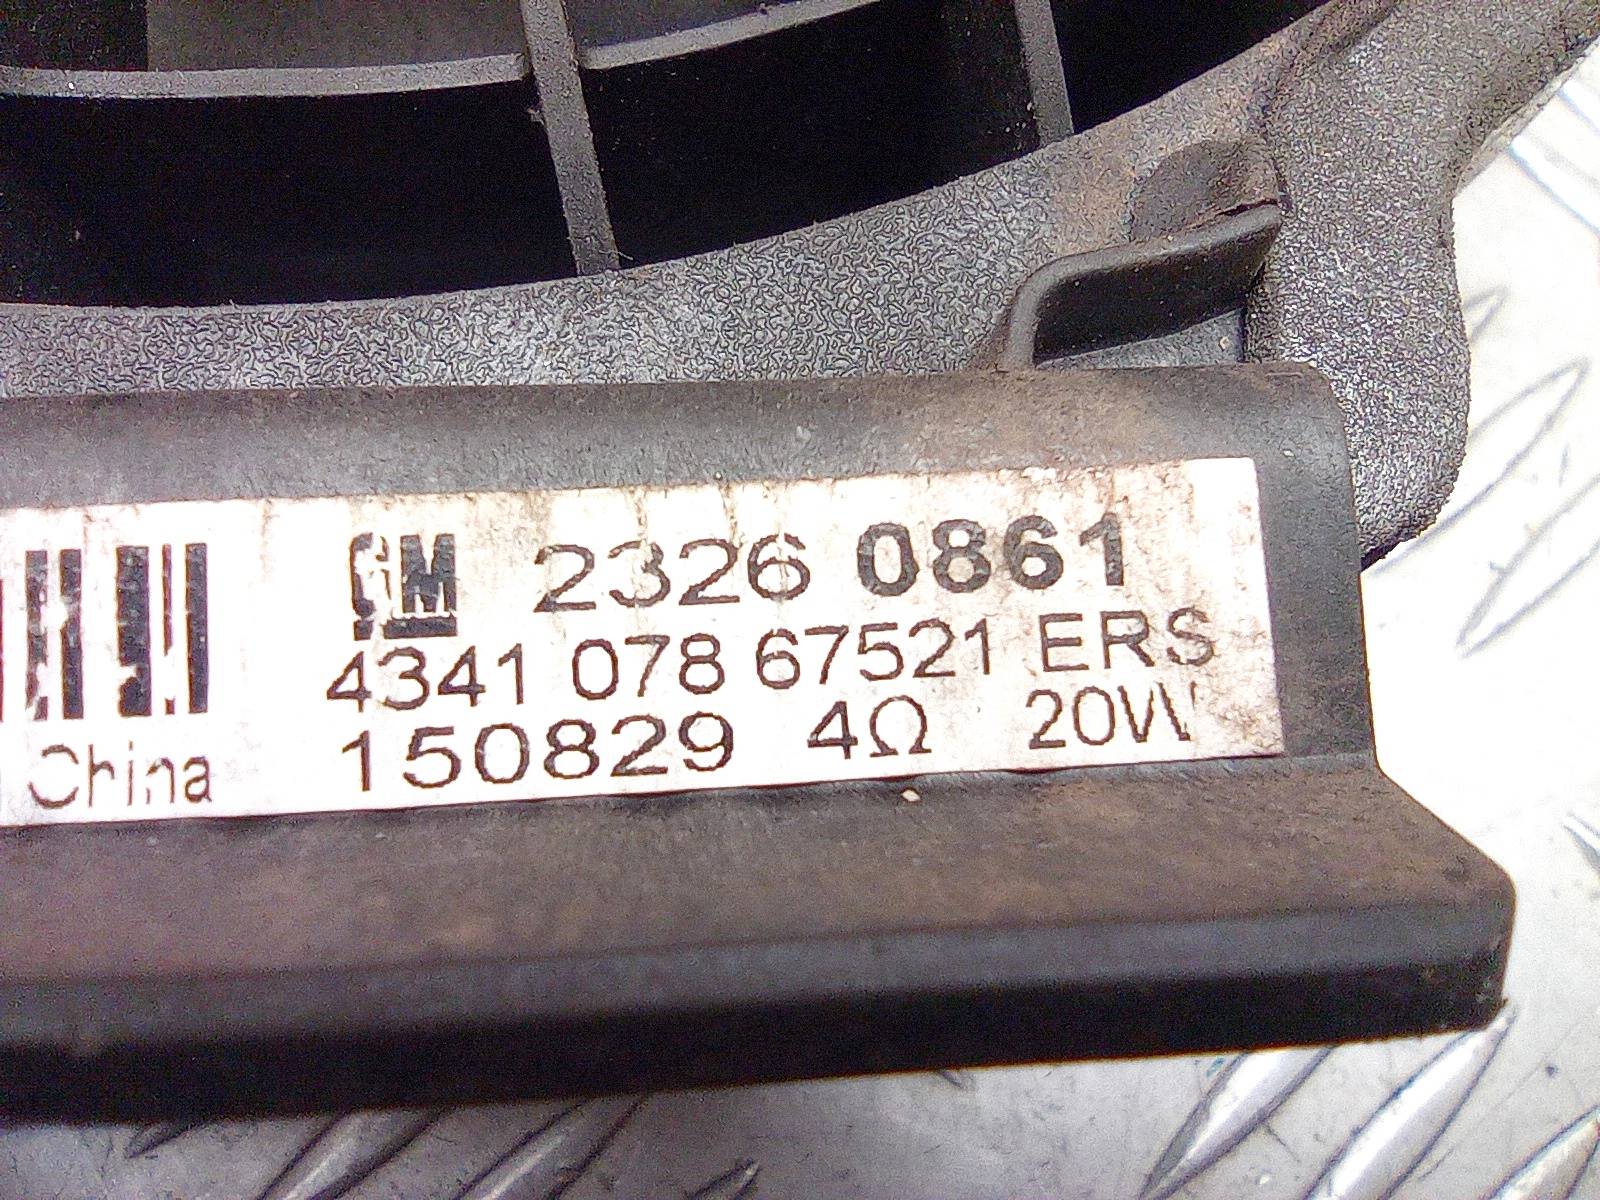 GM 2326 0861
4341 078 67521 ERS
150829 4Ω 20W
China